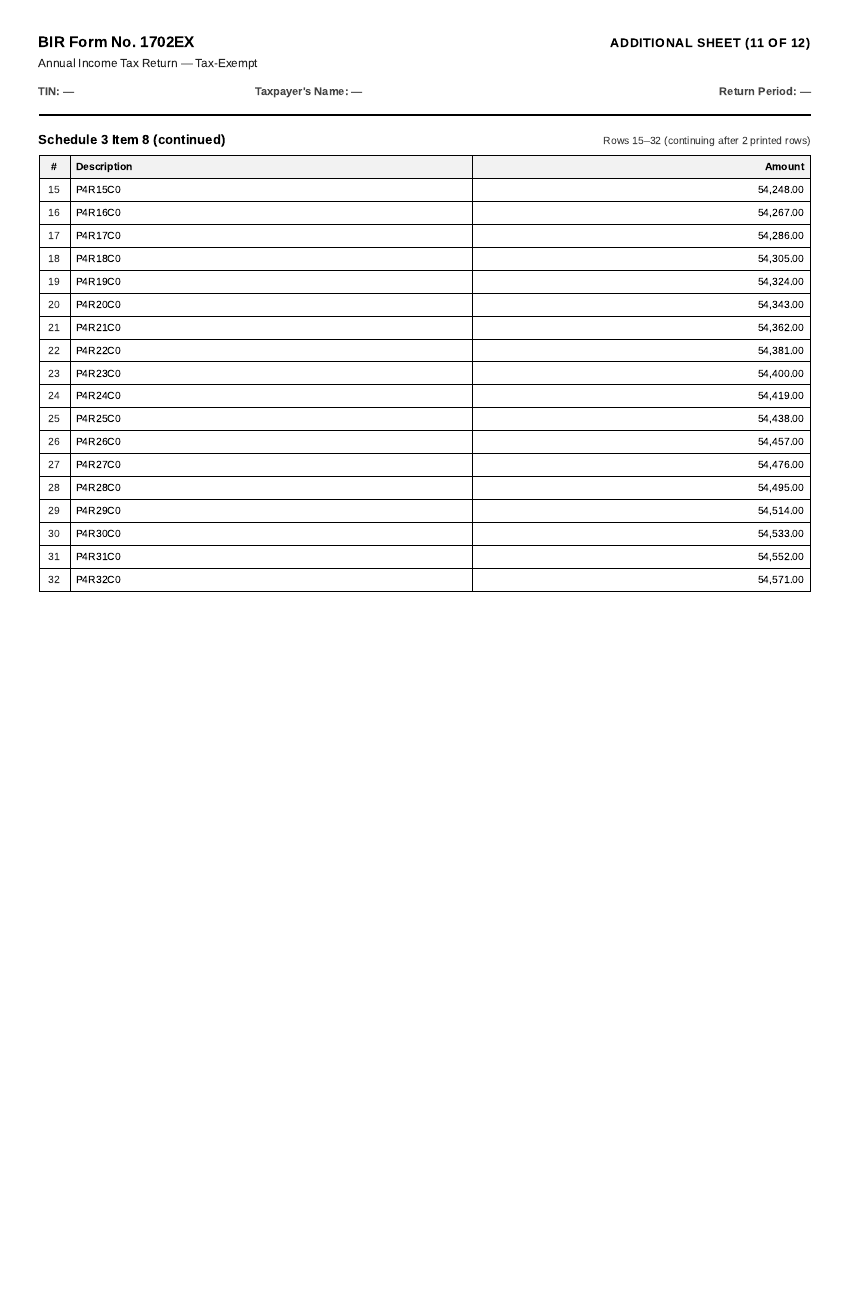 BIR Form No. 1702EX
ADDITIONAL SHEET (11 OF 12)
Annual Income Tax Return — Tax-Exempt
TIN: — Taxpayer's Name: — Return Period: —
Schedule 3 Item 8 (continued)
Rows 15–32 (continuing after 2 printed rows)
# Description Amount
15 P4R15C0 54,248.00
16 P4R16C0 54,267.00
17 P4R17C0 54,286.00
18 P4R18C0 54,305.00
19 P4R19C0 54,324.00
20 P4R20C0 54,343.00
21 P4R21C0 54,362.00
22 P4R22C0 54,381.00
23 P4R23C0 54,400.00
24 P4R24C0 54,419.00
25 P4R25C0 54,438.00
26 P4R26C0 54,457.00
27 P4R27C0 54,476.00
28 P4R28C0 54,495.00
29 P4R29C0 54,514.00
30 P4R30C0 54,533.00
31 P4R31C0 54,552.00
32 P4R32C0 54,571.00